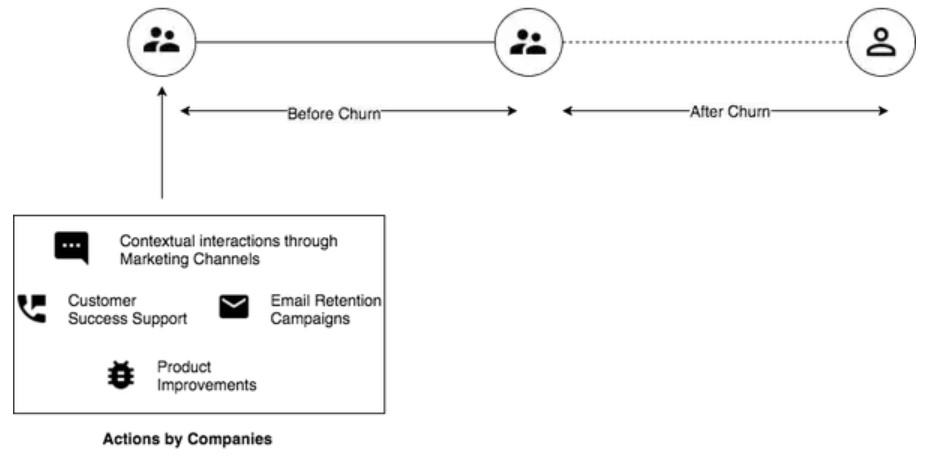 Before Churn
After Churn
Contextual interactions through
Marketing Channels
Customer
Success Support
Email Retention
Campaigns
Product
Improvements
Actions by Companies